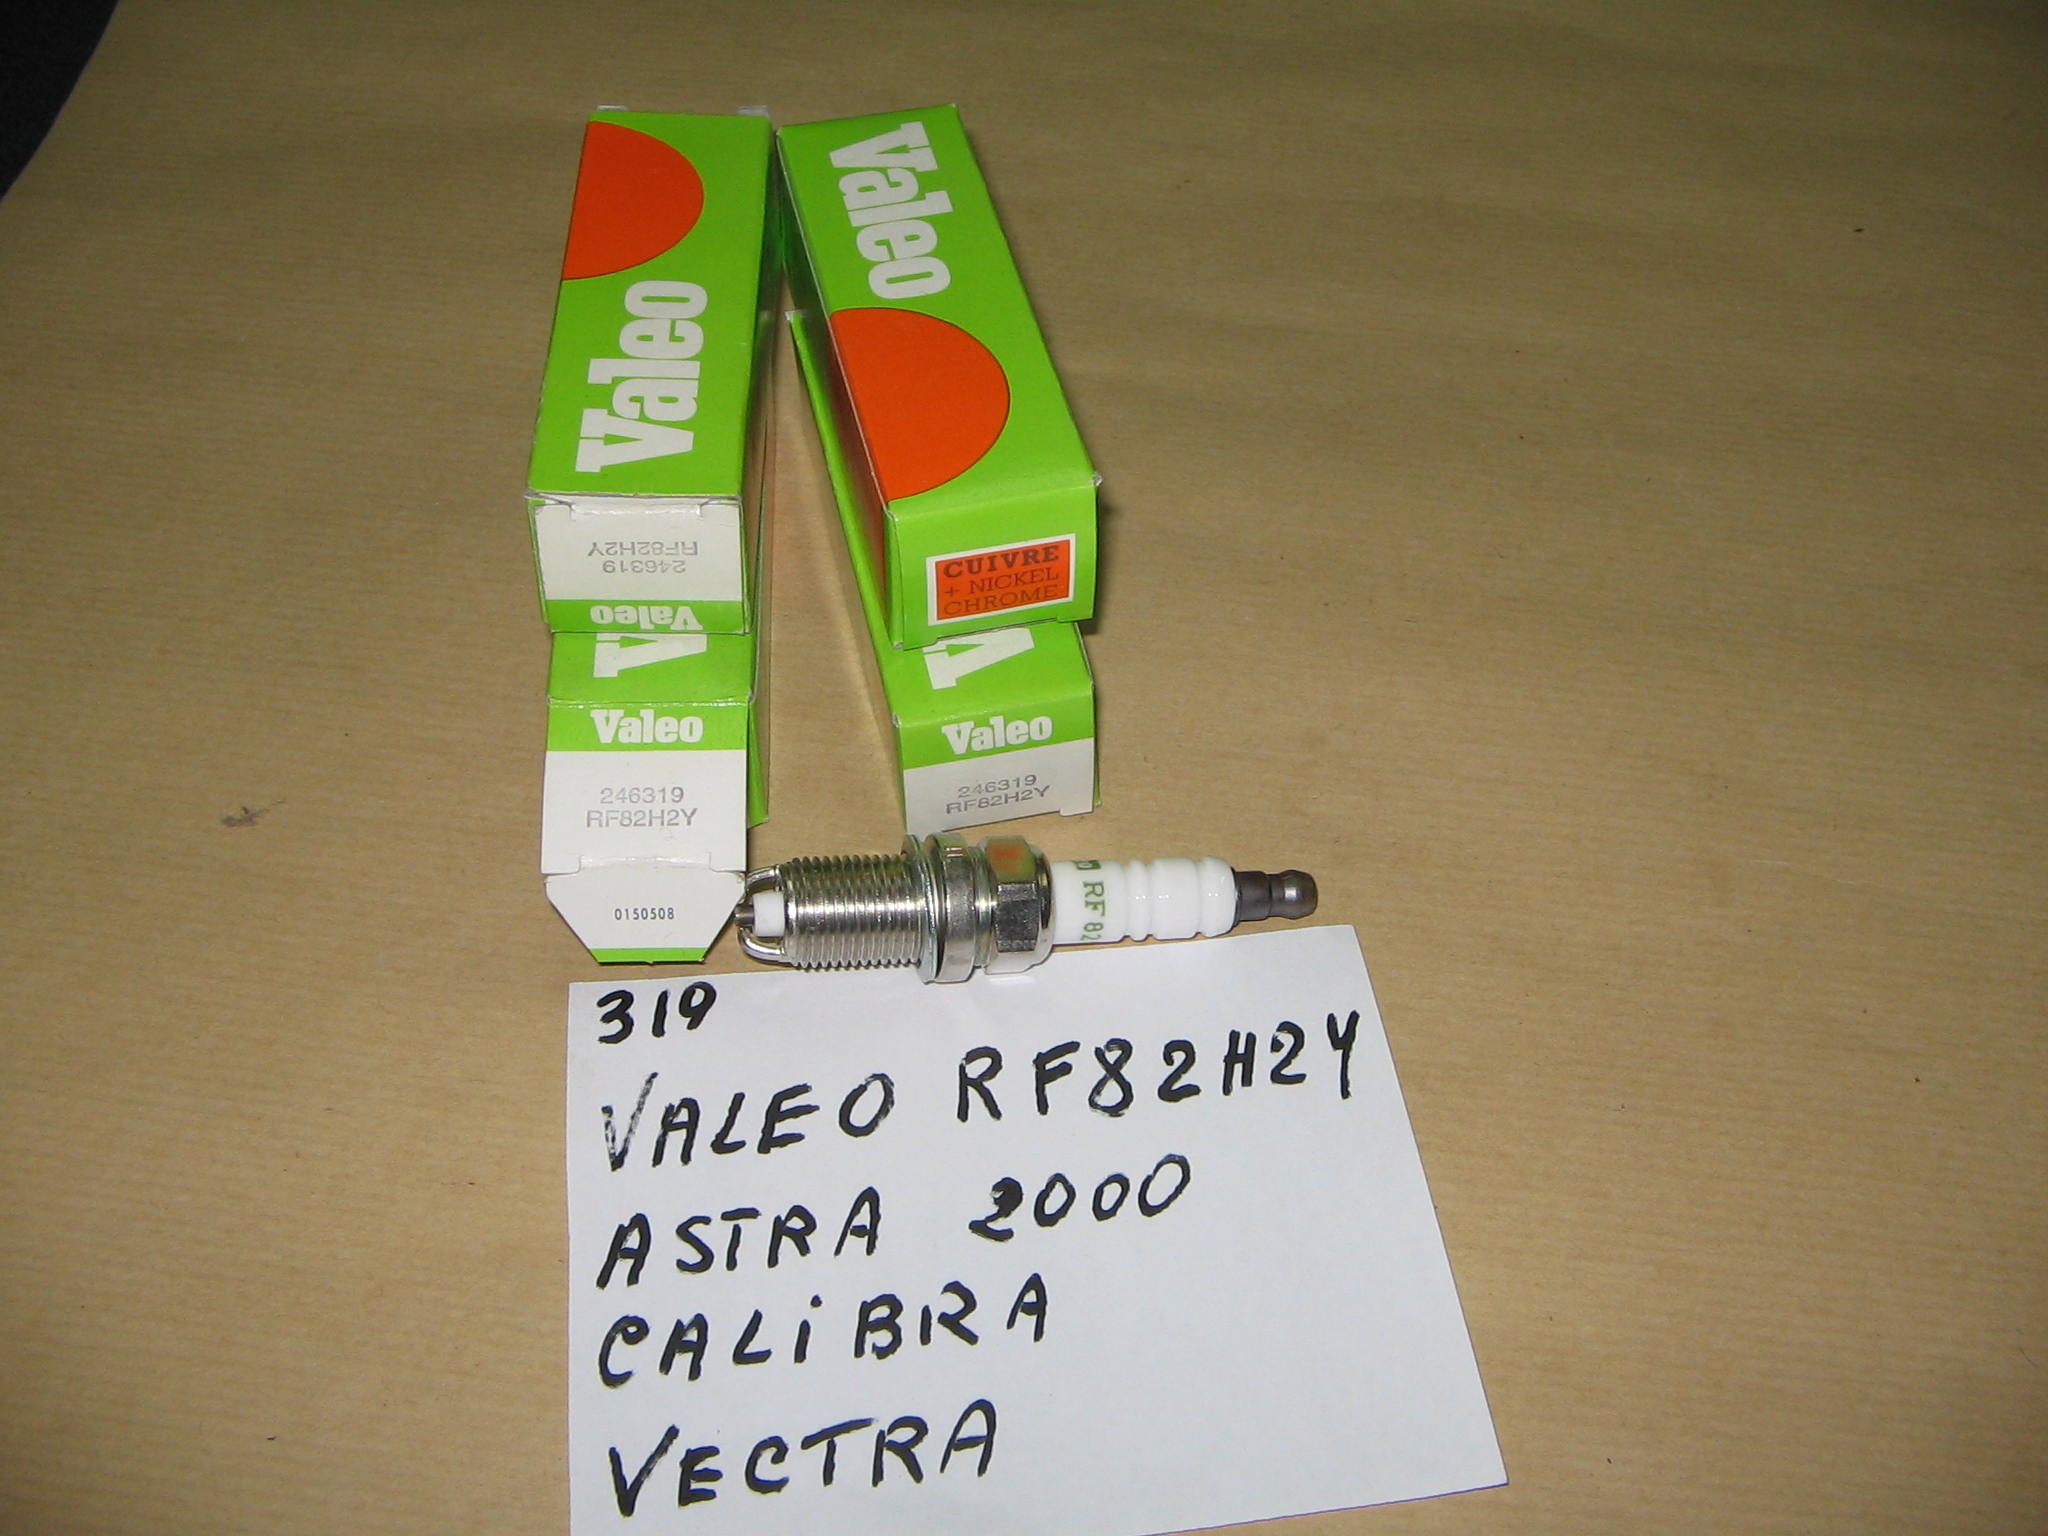 Valeo
Valeo
246319
RF82H2Y
Valeo
CUIVRE
+ NICKEL
CHROME
Valeo
246319
RF82H2Y
0150508
Valeo
246319
RF82H2Y
RF 82
319
VALEO RF82H2Y
ASTRA 2000
CALiBRA
VECTRA